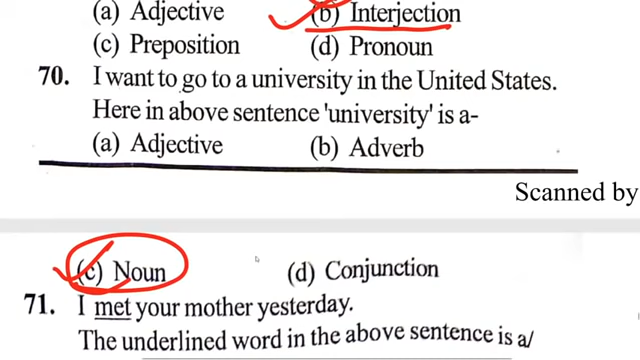 (a) Adjective (b) Interjection
(c) Preposition (d) Pronoun
70. I want to go to a university in the United States.
Here in above sentence 'university' is a-
(a) Adjective (b) Adverb
Scanned by
(c) Noun (d) Conjunction
71. I met your mother yesterday.
The underlined word in the above sentence is a/